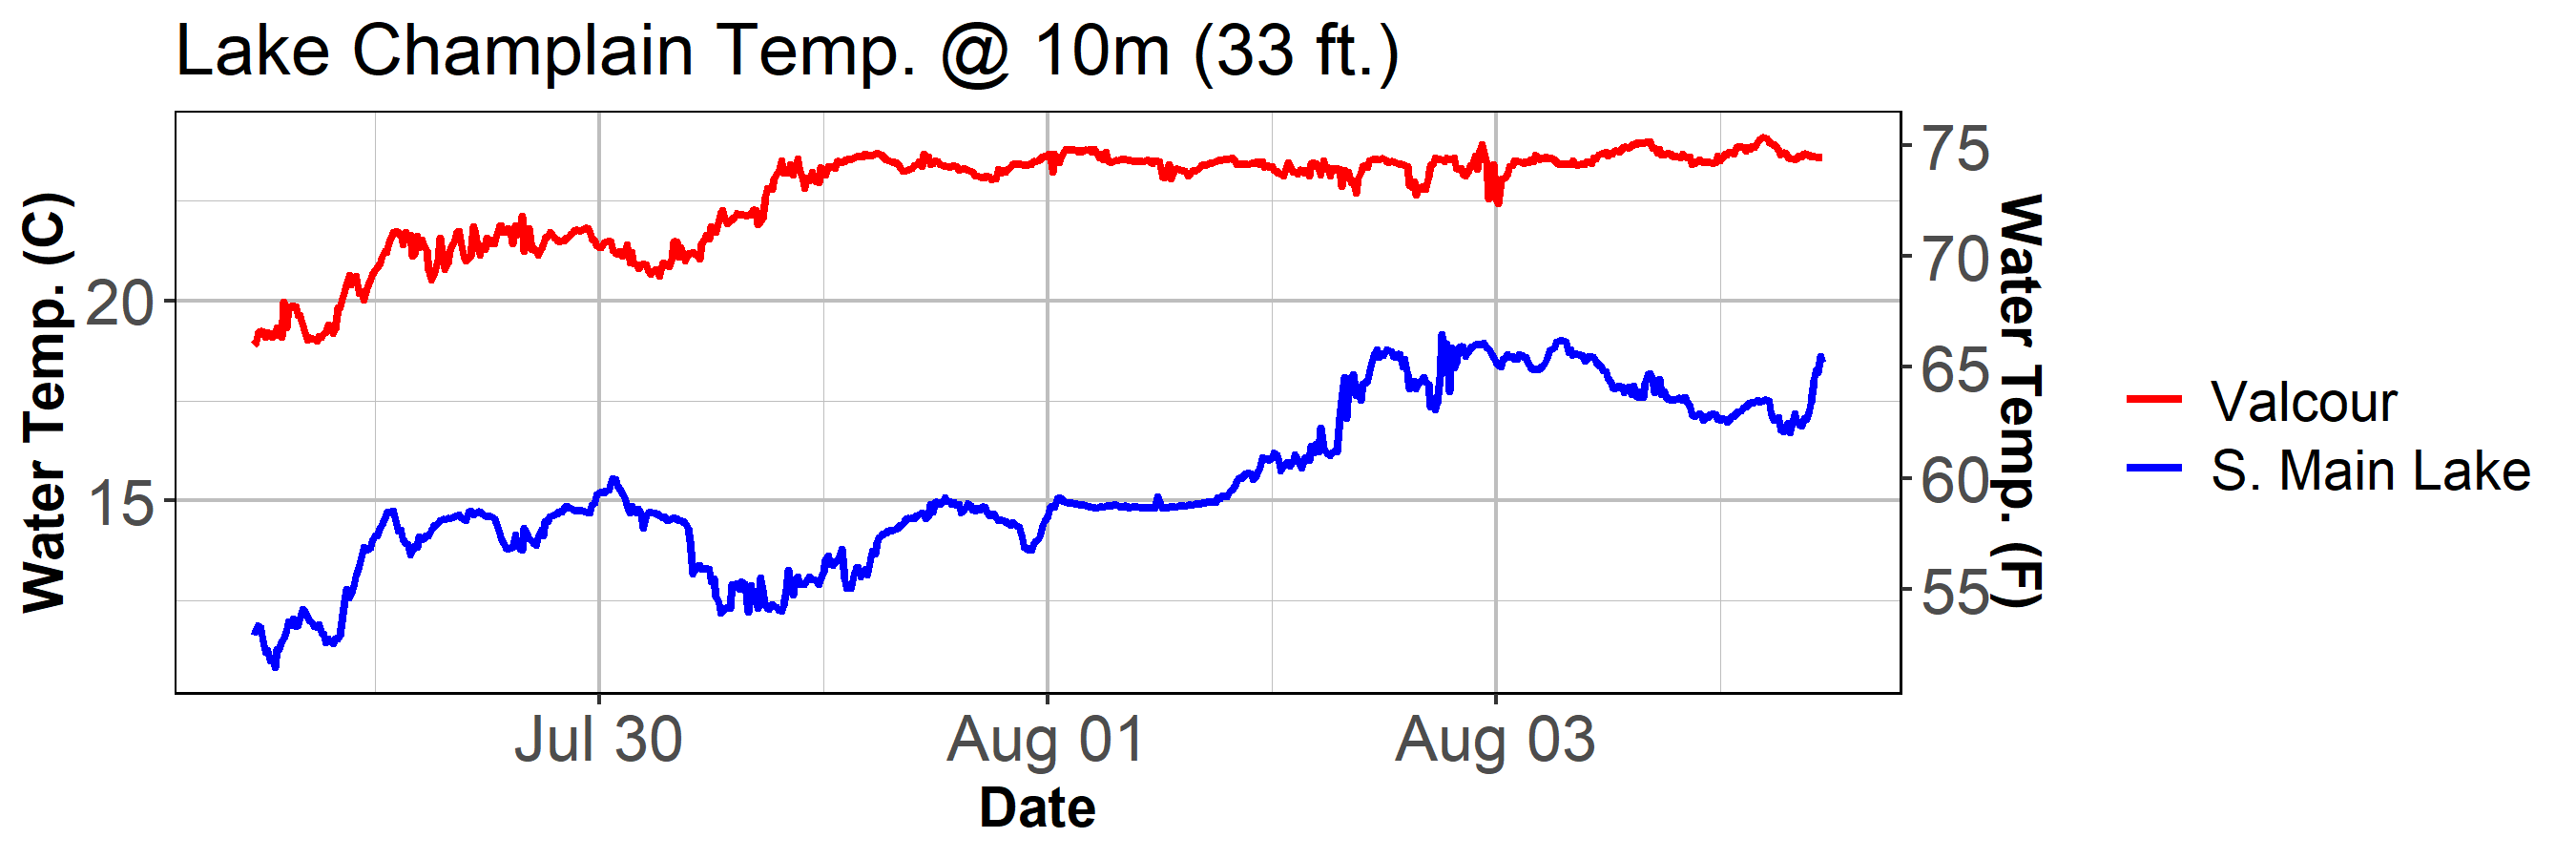 Lake Champlain Temp. @ 10m (33 ft.)
Water Temp. (C)
20
15
75
70
65
60
55
Water Temp. (F)
Jul 30
Aug 01
Aug 03
Date
Valcour
S. Main Lake